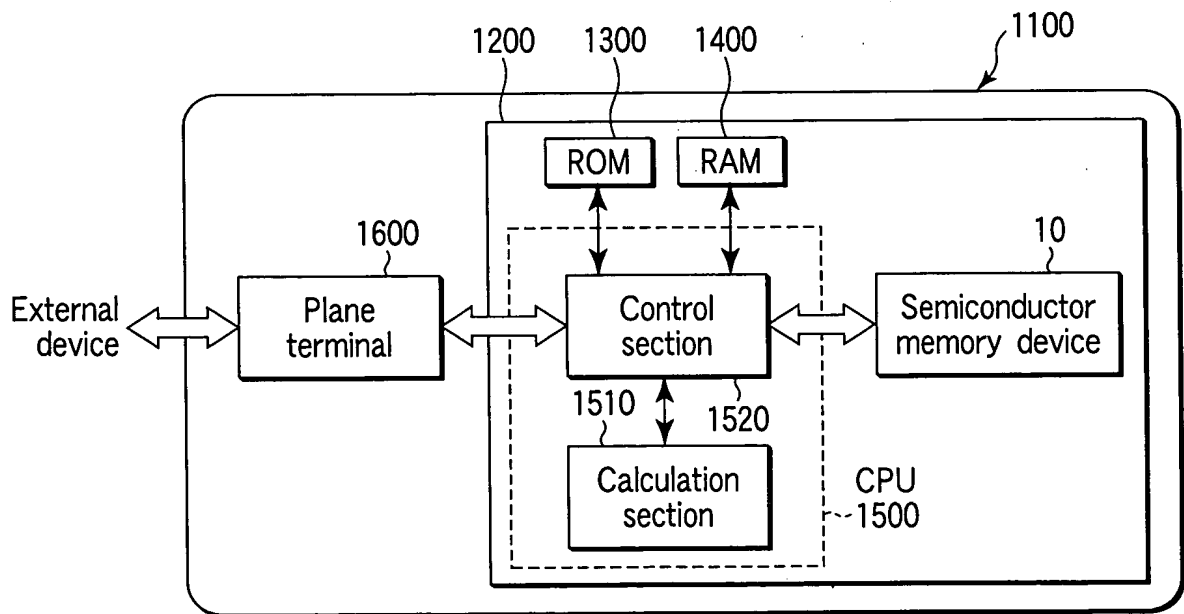 1100
1200
1300
1400
ROM
RAM
1600
10
External
device
Plane
terminal
Control
section
Semiconductor
memory device
1510
1520
Calculation
section
CPU
1500